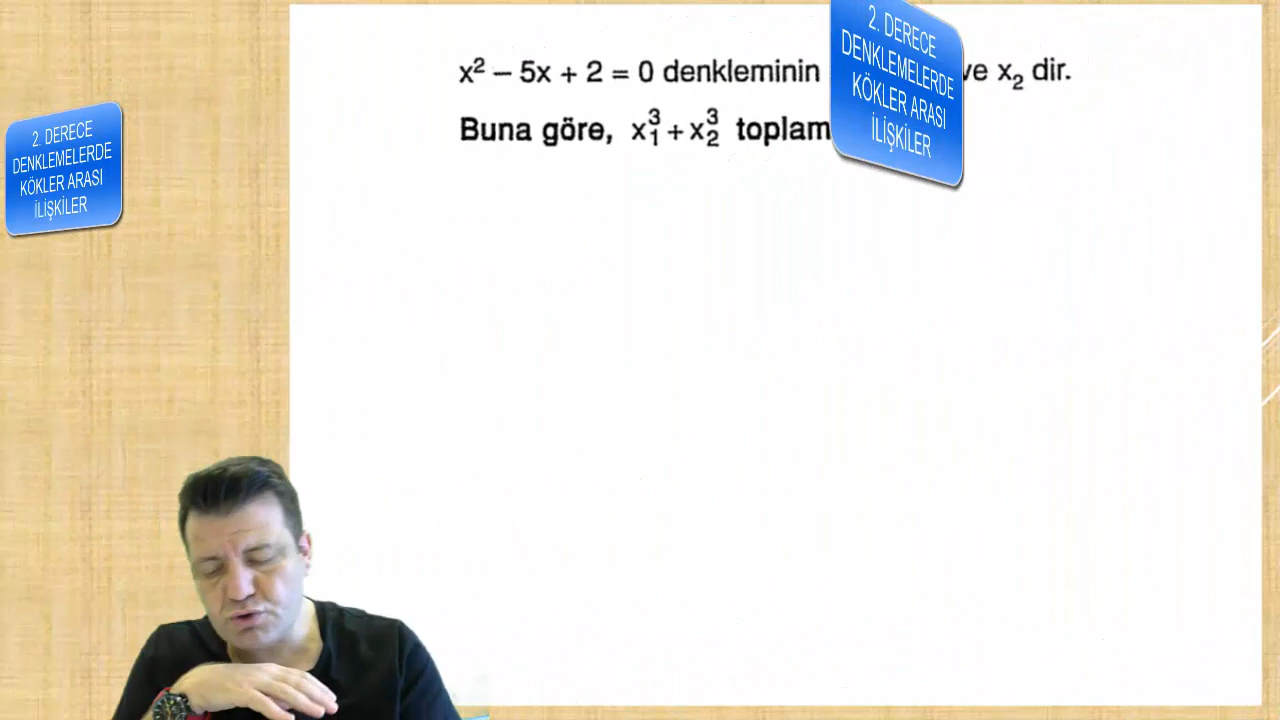 2. DERECE
DENKLEMELERDE
KÖKLER ARASI
İLİŞKİLER
x² – 5x + 2 = 0 denkleminin
ve x₂ dir.
Buna göre, x₁³ + x₂³
2. DERECE
DENKLEMELERDE
KÖKLER ARASI
İLİŞKİLER